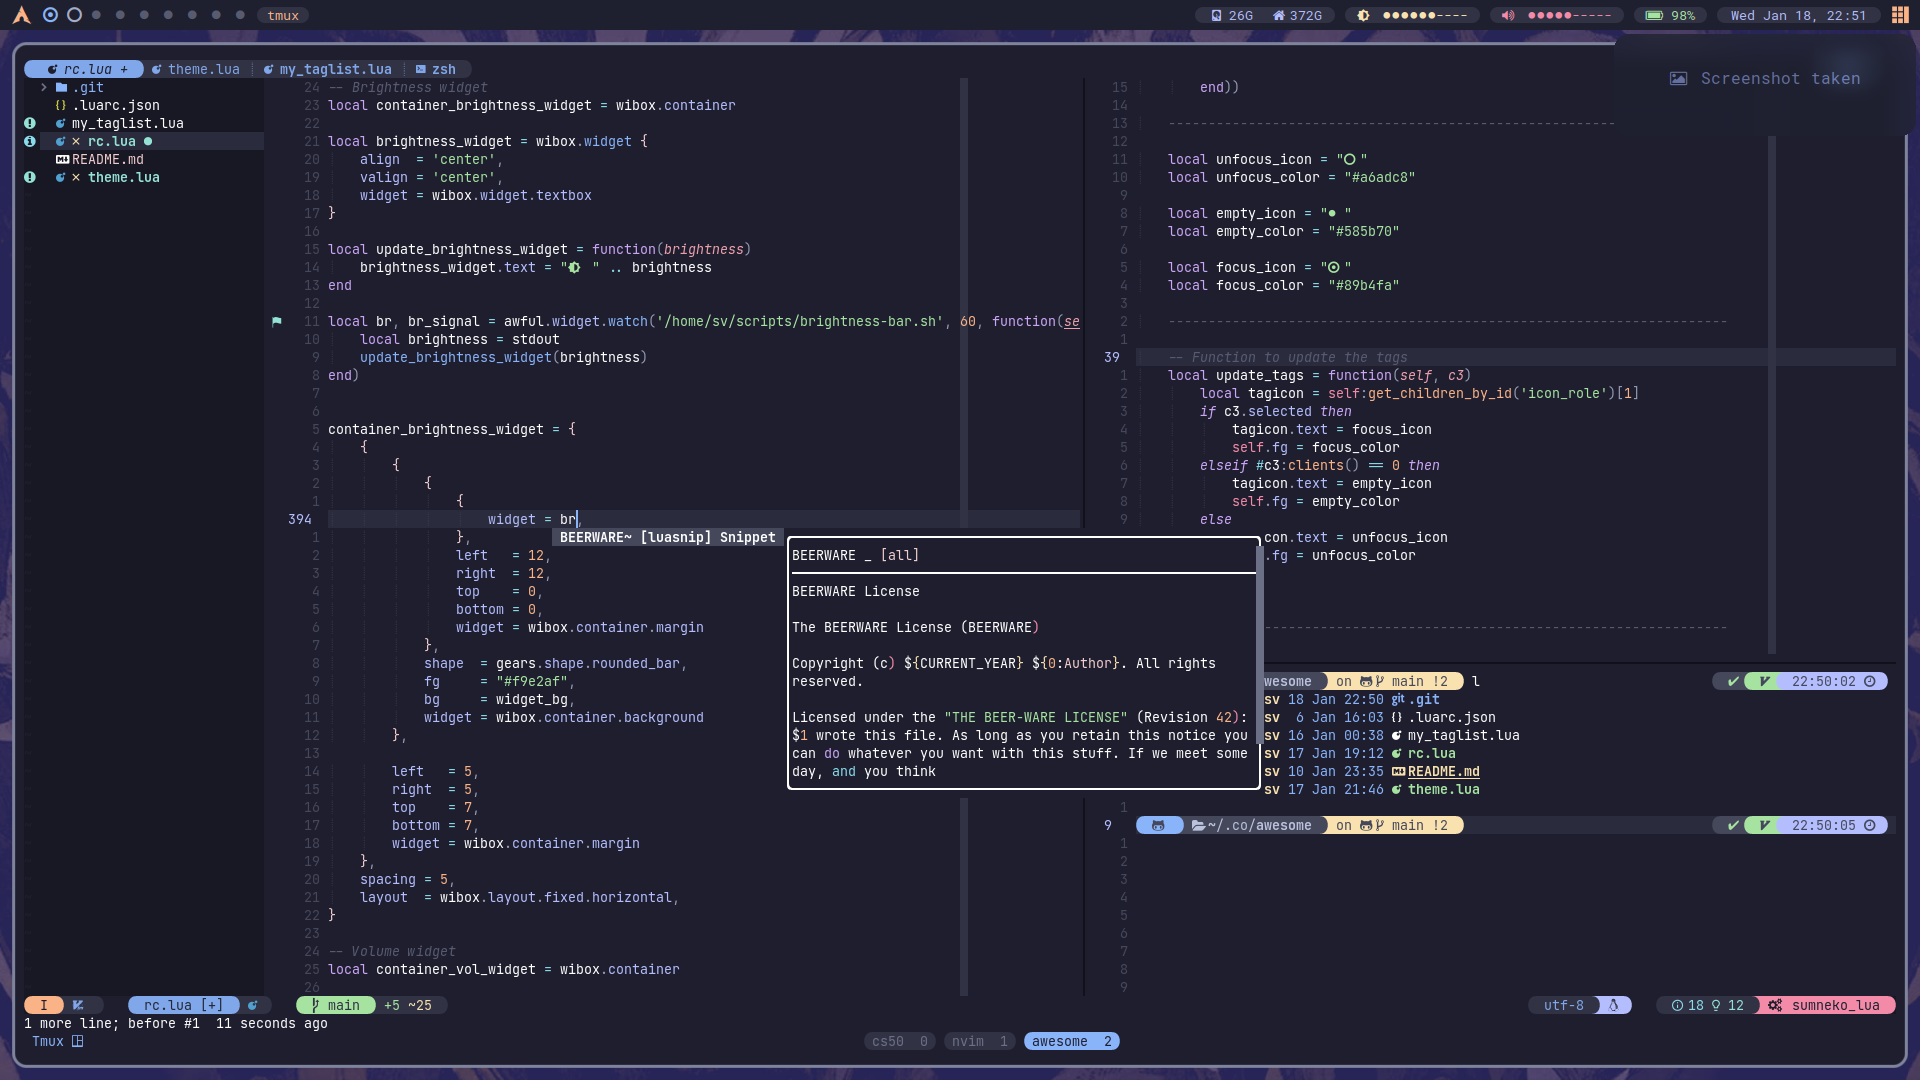 tmux
26G 372G
----
-----
98%
Wed Jan 18, 22:51
Screenshot taken
rc.lua +
theme.lua
my_taglist.lua
zsh
.git
.luarc.json
my_taglist.lua
rc.lua
README.md
theme.lua
24 -- Brightness widget
23 local container_brightness_widget = wibox.container
22
21 local brightness_widget = wibox.widget {
20 align = 'center',
19 valign = 'center',
18 widget = wibox.widget.textbox
17 }
16
15 local update_brightness_widget = function(brightness)
14 brightness_widget.text = " " .. brightness
13 end
12
11 local br, br_signal = awful.widget.watch('/home/sv/scripts/brightness-bar.sh', 60, function(se
10 local brightness = stdout
9 update_brightness_widget(brightness)
8 end)
7
6
5 container_brightness_widget = {
4 {
3 {
2 {
1 {
394 widget = br,
1 },
2 left = 12,
3 right = 12,
4 top = 0,
5 bottom = 0,
6 widget = wibox.container.margin
7 },
8 shape = gears.shape.rounded_bar,
9 fg = "#f9e2af",
10 bg = widget_bg,
11 widget = wibox.container.background
12 },
13
14 left = 5,
15 right = 5,
16 top = 7,
17 bottom = 7,
18 widget = wibox.container.margin
19 },
20 spacing = 5,
21 layout = wibox.layout.fixed.horizontal,
22 }
23
24 -- Volume widget
25 local container_vol_widget = wibox.container
26
BEERWARE~ [luasnip] Snippet
BEERWARE _ [all]
BEERWARE License
The BEERWARE License (BEERWARE)
Copyright (c) ${CURRENT_YEAR} ${0:Author}. All rights
reserved.
Licensed under the "THE BEER-WARE LICENSE" (Revision 42):
$1 wrote this file. As long as you retain this notice you
can do whatever you want with this stuff. If we meet some
day, and you think
15 end))
14
13 --------------------------------------------------------
12
11 local unfocus_icon = " "
10 local unfocus_color = "#a6adc8"
9
8 local empty_icon = " "
7 local empty_color = "#585b70"
6
5 local focus_icon = " "
4 local focus_color = "#89b4fa"
3
2 ----------------------------------------------------------------------
1
39 -- Function to update the tags
1 local update_tags = function(self, c3)
2 local tagicon = self:get_children_by_id('icon_role')[1]
3 if c3.selected then
4 tagicon.text = focus_icon
5 self.fg = focus_color
6 elseif #c3:clients() == 0 then
7 tagicon.text = empty_icon
8 self.fg = empty_color
9 else
con.text = unfocus_icon
.fg = unfocus_color
----------------------------------------------------------
wesome on main !2 l 22:50:02
sv 18 Jan 22:50 git .git
sv 6 Jan 16:03 {} .luarc.json
sv 16 Jan 00:38 my_taglist.lua
sv 17 Jan 19:12 rc.lua
sv 10 Jan 23:35 README.md
sv 17 Jan 21:46 theme.lua
1
9 ~/.co/awesome on main !2 22:50:05
1
2
3
4
5
6
7
8
9
I rc.lua [+] main +5 ~25
utf-8 18 12 sumneko_lua
1 more line; before #1 11 seconds ago
Tmux
cs50 0 nvim 1 awesome 2